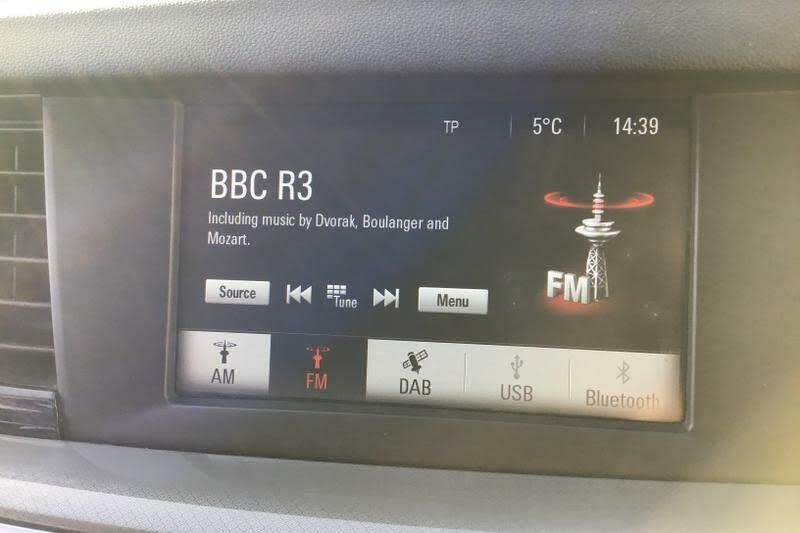 TP 5°C 14:39
BBC R3
Including music by Dvorak, Boulanger and
Mozart.
FM
Source Tune Menu
AM FM DAB USB Bluetooth